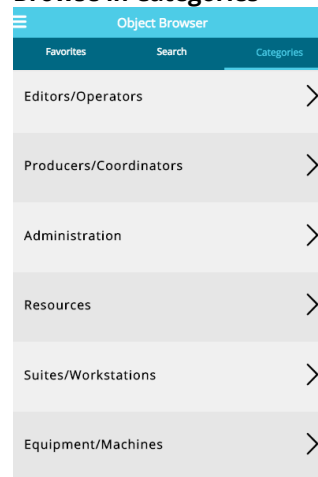 Browse in Categories
Object Browser
Favorites Search Categories
Editors/Operators
Producers/Coordinators
Administration
Resources
Suites/Workstations
Equipment/Machines